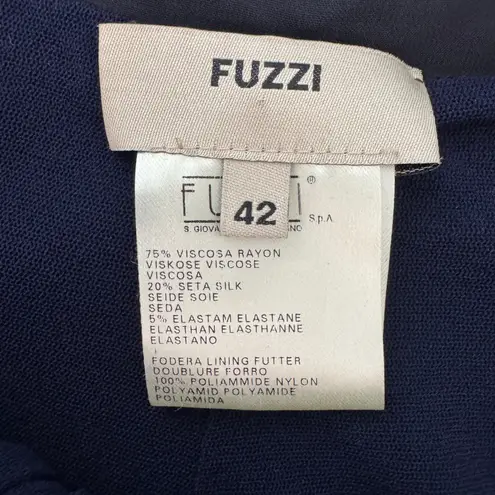 FUZZI
42
S.p.A.
S. GIOVA
75% VISCOSA RAYON
VISKOSE VISCOSE
VISCOSA
20% SETA SILK
SEIDE SOIE
SEDA
5% ELASTAM ELASTANE
ELASTHAN ELASTHANNE
ELASTANO
FODERA LINING FUTTER
DOUBLURE FORRO
100% POLIAMMIDE NYLON
POLYAMID POLYAMIDE
POLIAMIDA